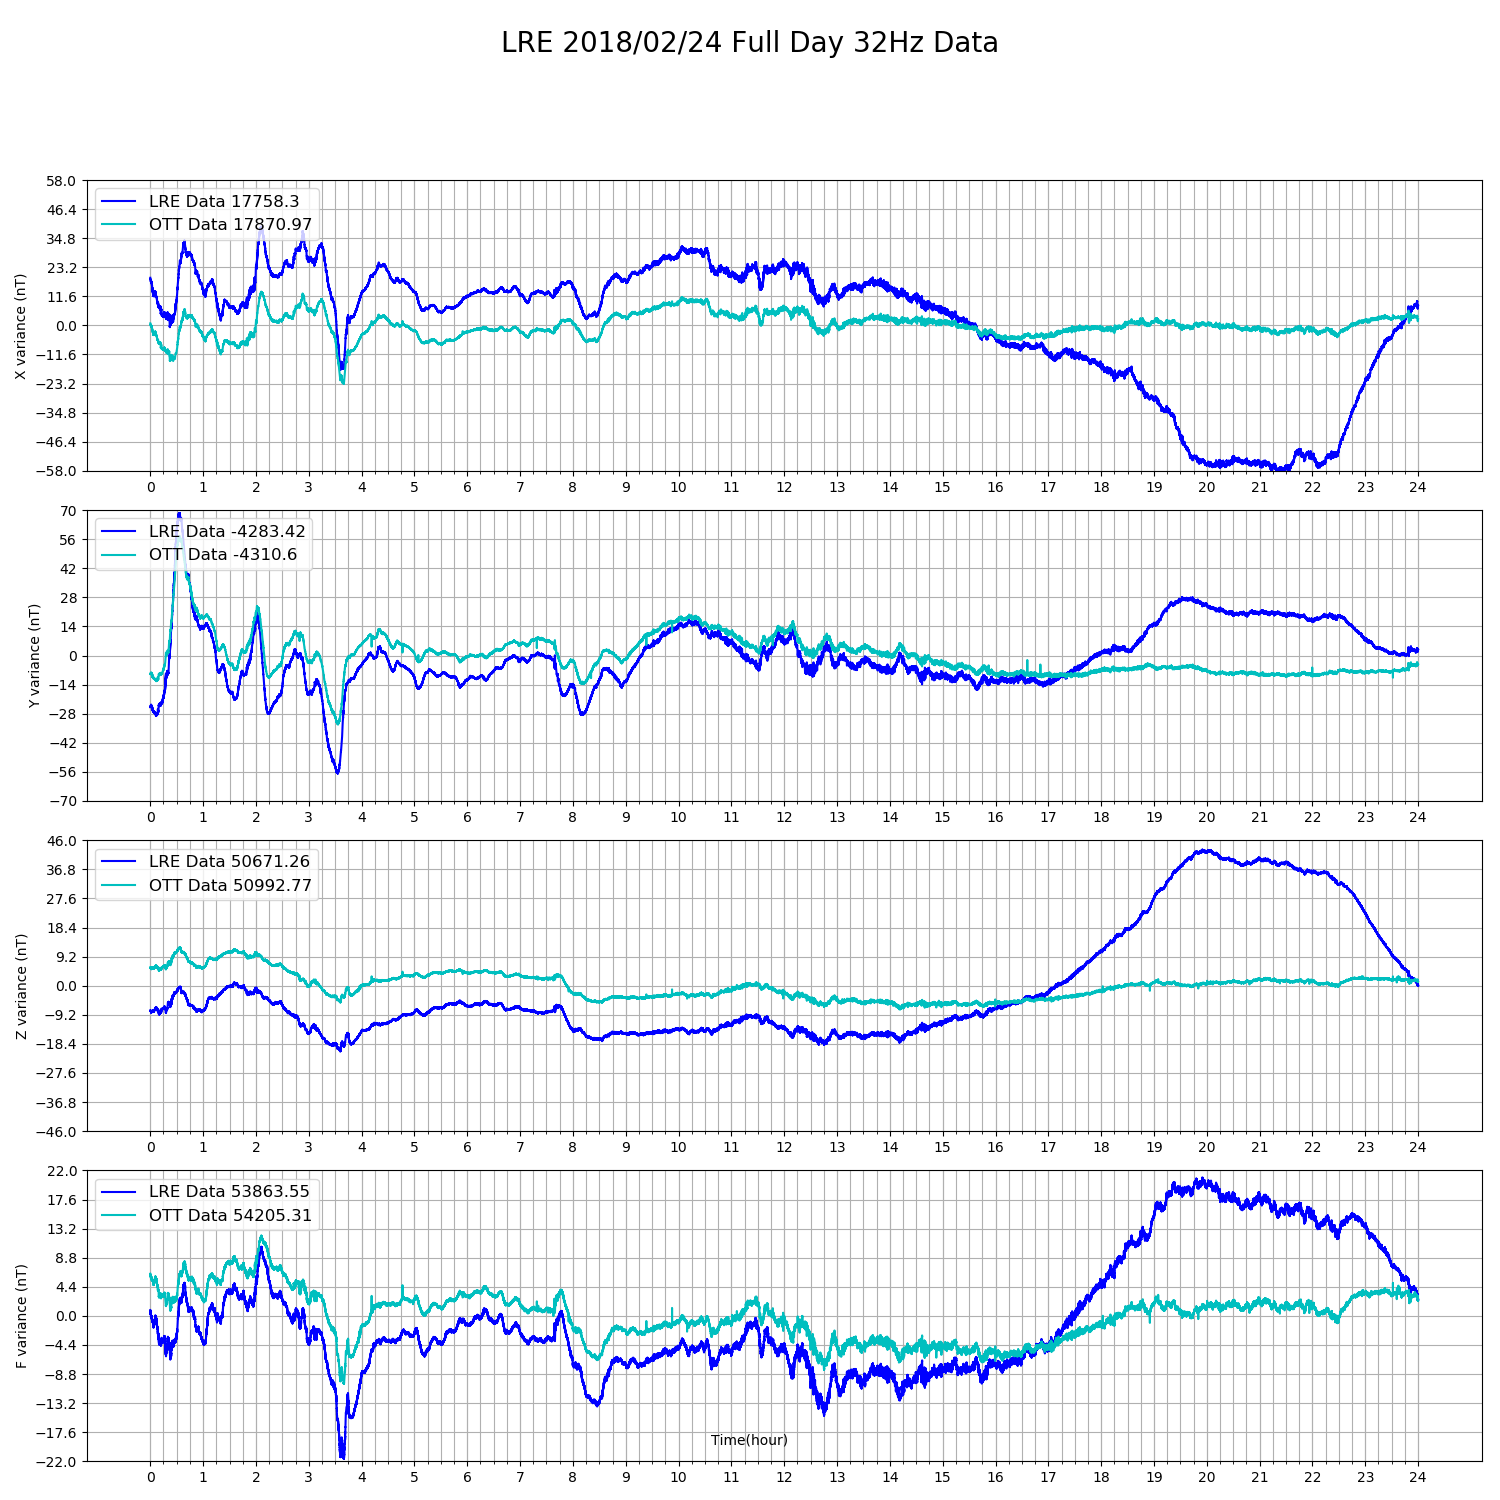 LRE 2018/02/24 Full Day 32Hz Data
58.0
46.4
34.8
23.2
11.6
0.0
−11.6
−23.2
−34.8
−46.4
−58.0
X variance (nT)
LRE Data 17758.3
OTT Data 17870.97
0 1 2 3 4 5 6 7 8 9 10 11 12 13 14 15 16 17 18 19 20 21 22 23 24
70
56
42
28
14
0
−14
−28
−42
−56
−70
Y variance (nT)
LRE Data -4283.42
OTT Data -4310.6
0 1 2 3 4 5 6 7 8 9 10 11 12 13 14 15 16 17 18 19 20 21 22 23 24
46.0
36.8
27.6
18.4
9.2
0.0
−9.2
−18.4
−27.6
−36.8
−46.0
Z variance (nT)
LRE Data 50671.26
OTT Data 50992.77
0 1 2 3 4 5 6 7 8 9 10 11 12 13 14 15 16 17 18 19 20 21 22 23 24
22.0
17.6
13.2
8.8
4.4
0.0
−4.4
−8.8
−13.2
−17.6
−22.0
F variance (nT)
LRE Data 53863.55
OTT Data 54205.31
Time(hour)
0 1 2 3 4 5 6 7 8 9 10 11 12 13 14 15 16 17 18 19 20 21 22 23 24